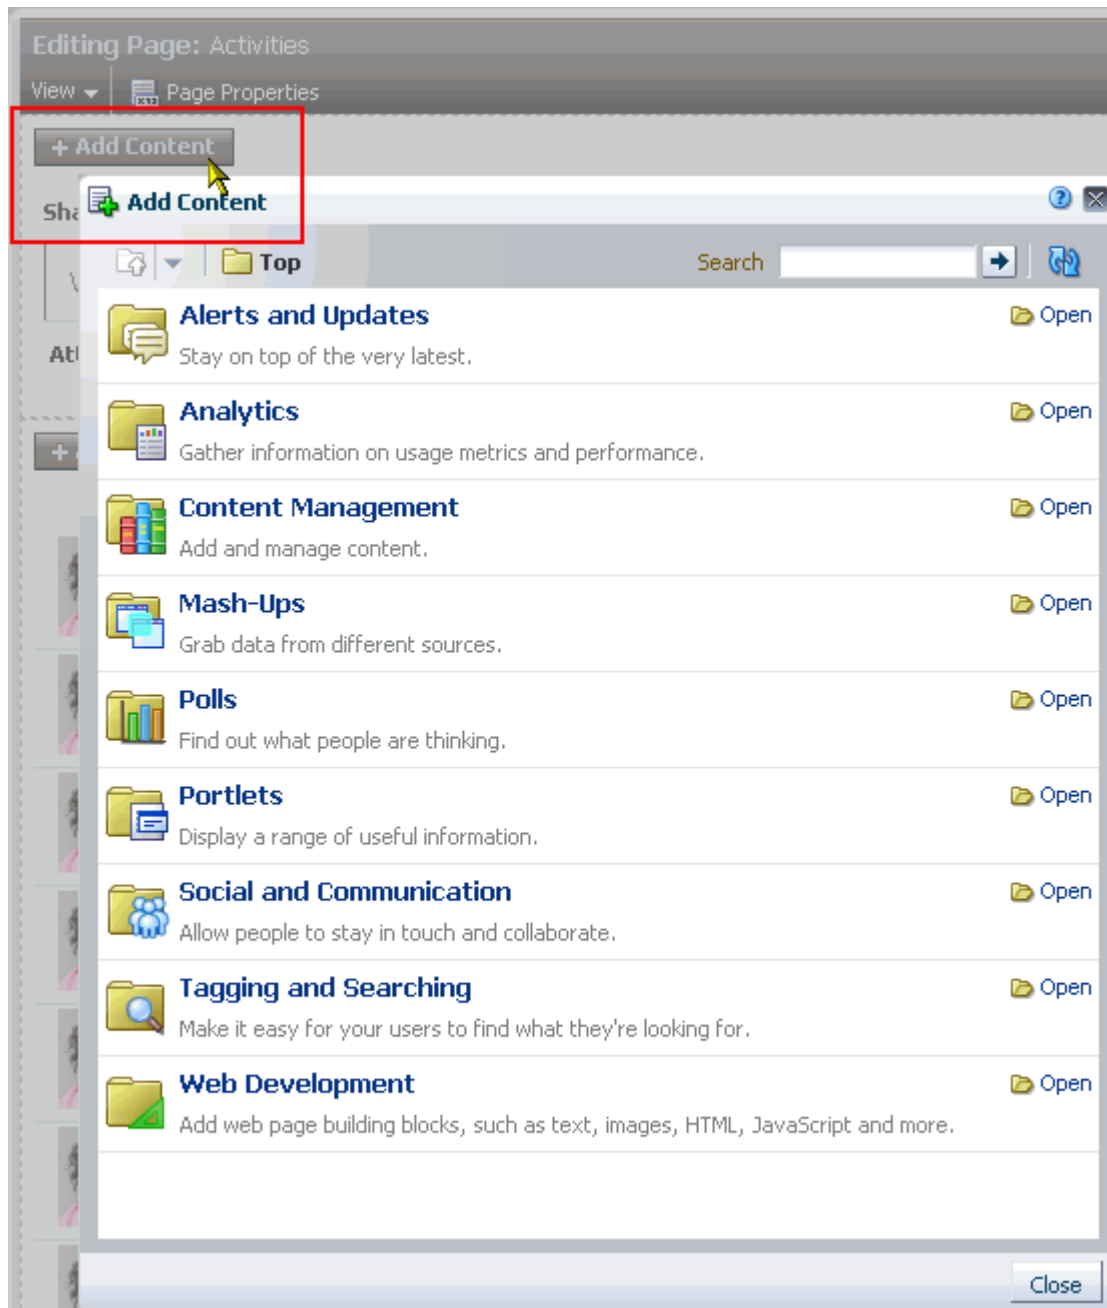 Editing Page: Activities
View
Page Properties
+ Add Content
Add Content
Top
Search
Alerts and Updates
Open
Stay on top of the very latest.
Analytics
Open
Gather information on usage metrics and performance.
Content Management
Open
Add and manage content.
Mash-Ups
Open
Grab data from different sources.
Polls
Open
Find out what people are thinking.
Portlets
Open
Display a range of useful information.
Social and Communication
Open
Allow people to stay in touch and collaborate.
Tagging and Searching
Open
Make it easy for your users to find what they're looking for.
Web Development
Open
Add web page building blocks, such as text, images, HTML, JavaScript and more.
Close